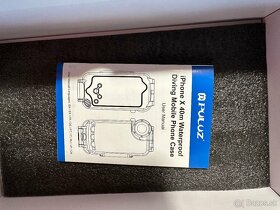 PULUZ
iPhone X 40m Waterproof
Diving Mobile Phone Case
User Manual
bazos.sk